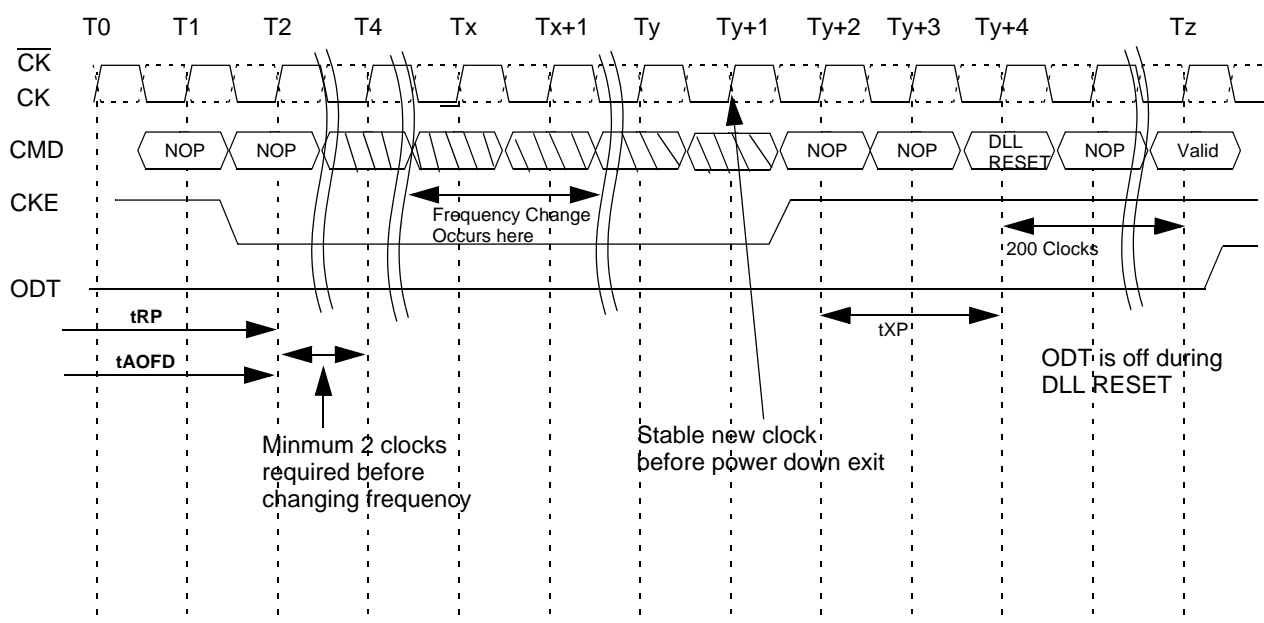 T0 T1 T2 T4 Tx Tx+1 Ty Ty+1 Ty+2 Ty+3 Ty+4 Tz
CK
CK
CMD NOP NOP NOP NOP DLL RESET NOP Valid
CKE
Frequency Change
Occurs here
200 Clocks
ODT
tRP
tXP
tAOFD
ODT is off during
DLL RESET
Minmum 2 clocks
required before
changing frequency
Stable new clock
before power down exit